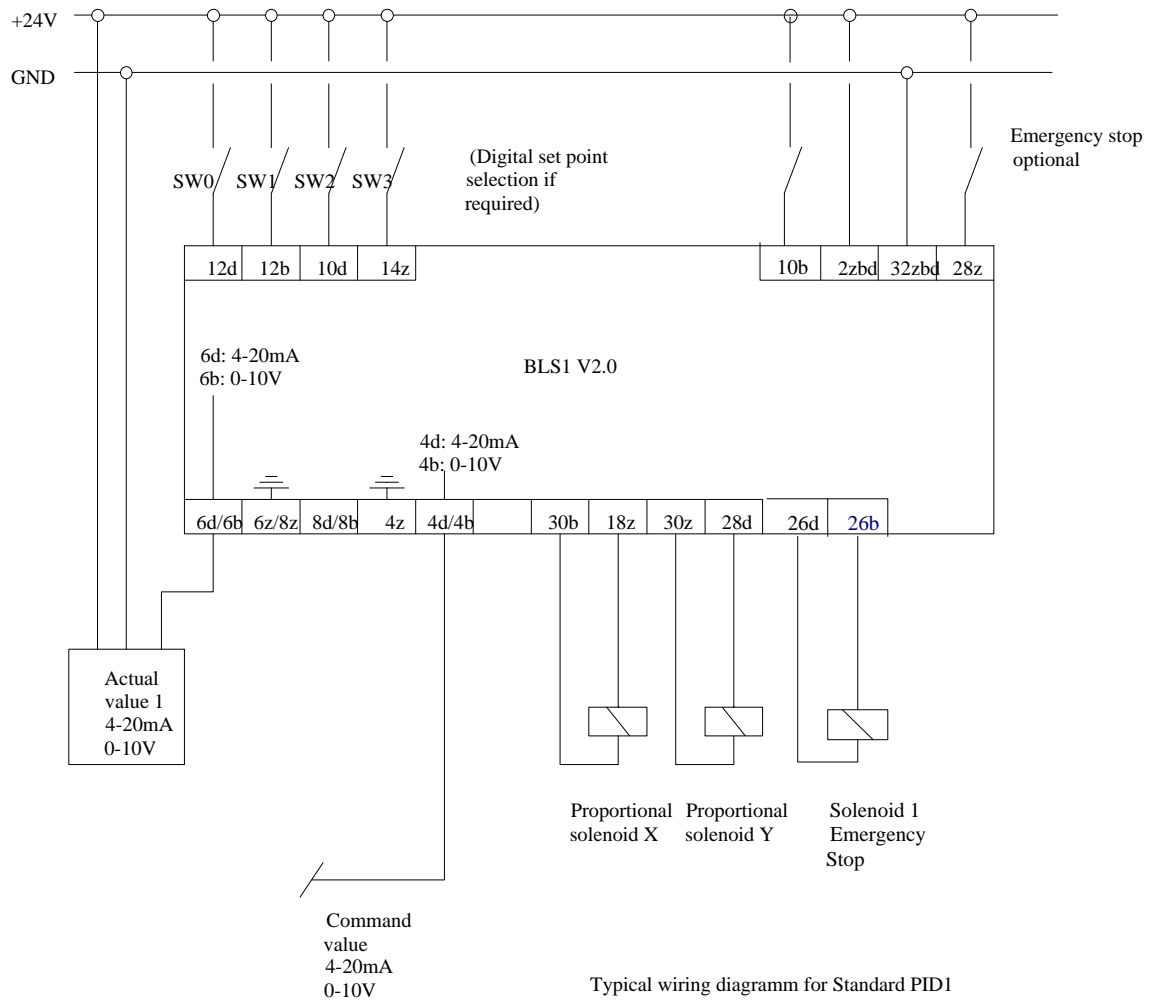 +24V
GND
Emergency stop
optional
(Digital set point
selection if
required)
SW0 SW1 SW2 SW3
12d 12b 10d 14z 10b 2zbd 32zbd 28z
6d: 4-20mA
6b: 0-10V
BLS1 V2.0
4d: 4-20mA
4b: 0-10V
6d/6b 6z/8z 8d/8b 4z 4d/4b 30b 18z 30z 28d 26d 26b
Actual
value 1
4-20mA
0-10V
Proportional
solenoid X
Proportional
solenoid Y
Solenoid 1
Emergency
Stop
Command
value
4-20mA
0-10V
Typical wiring diagramm for Standard PID1